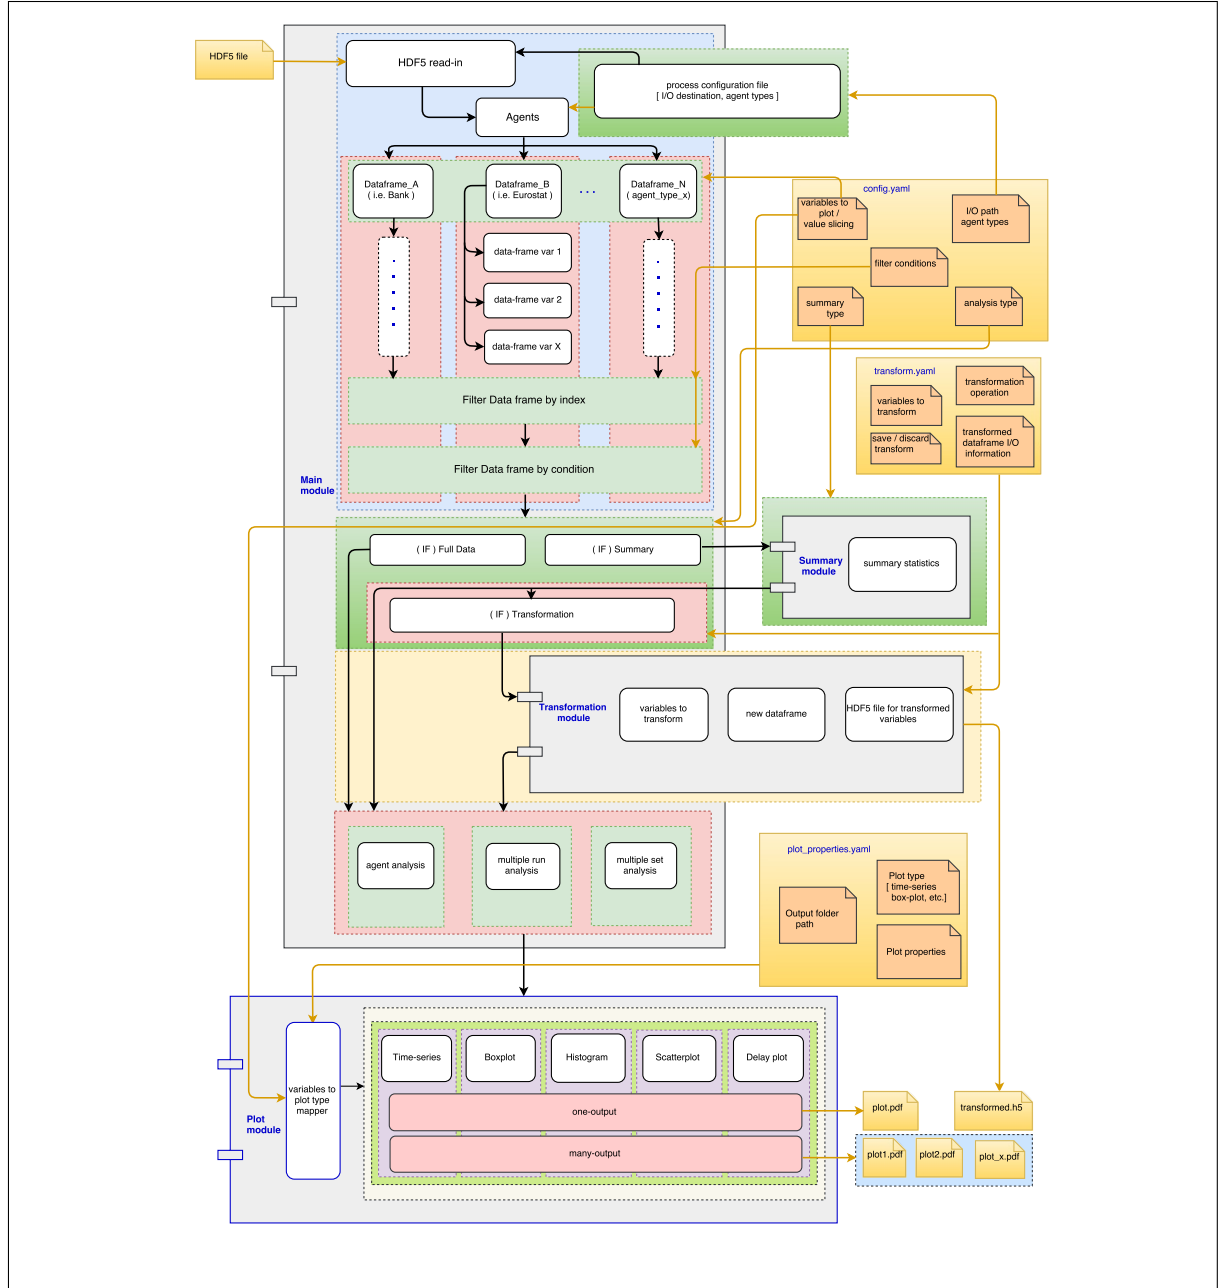 HDF5 file
HDF5 read-in
process configuration file
[ I/O destination, agent types ]
Agents
Dataframe_A
( i.e. Bank )
Dataframe_B
( i.e. Eurostat )
. . .
Dataframe_N
( agent_type_x)
data-frame var 1
data-frame var 2
data-frame var X
Filter Data frame by index
Filter Data frame by condition
Main
module
config.yaml
variables to
plot /
value slicing
I/O path
agent types
filter conditions
summary
type
analysis type
transform.yaml
variables to
transform
transformation
operation
save / discard
transform
transformed
dataframe I/O
information
( IF ) Full Data
( IF ) Summary
Summary
module
summary statistics
( IF ) Transformation
Transformation
module
variables to
transform
new dataframe
HDF5 file for transformed
variables
agent analysis
multiple run
analysis
multiple set
analysis
plot_properties.yaml
Output folder
path
Plot type
[ time-series
box-plot, etc.]
Plot properties
Plot
module
variables to
plot type
mapper
Time-series
Boxplot
Histogram
Scatterplot
Delay plot
one-output
many-output
plot.pdf
transformed.h5
plot1.pdf
plot2.pdf
plot_x.pdf